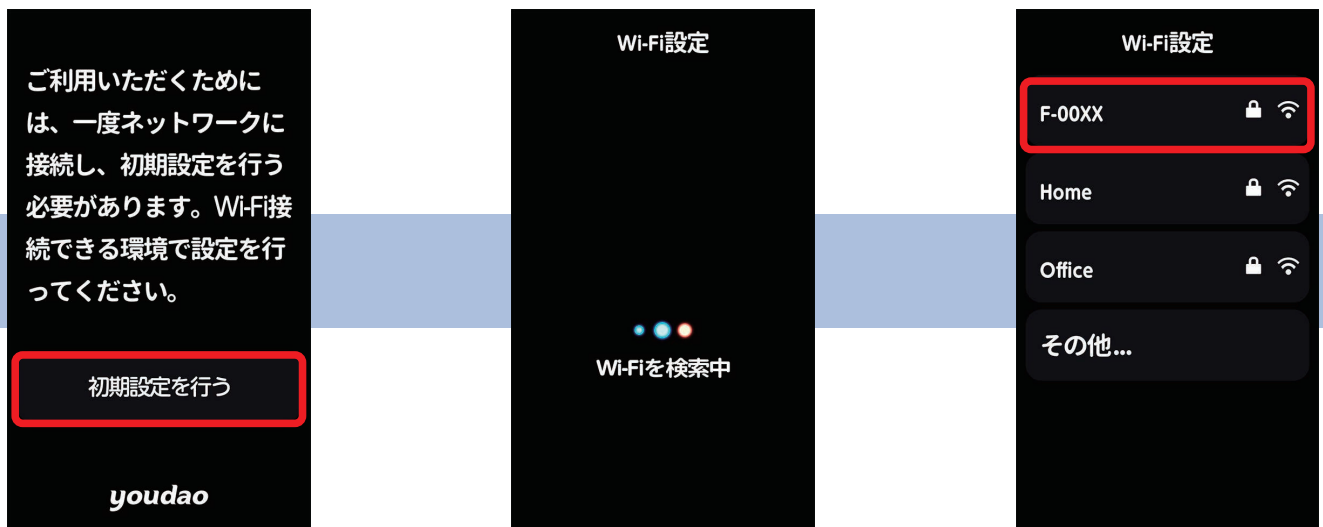 ご利用いただくために
は、一度ネットワークに
接続し、初期設定を行う
必要があります。Wi-Fi接
続できる環境で設定を行
ってください。
初期設定を行う
youdao
Wi-Fi設定
Wi-Fiを検索中
Wi-Fi設定
F-00XX
Home
Office
その他...